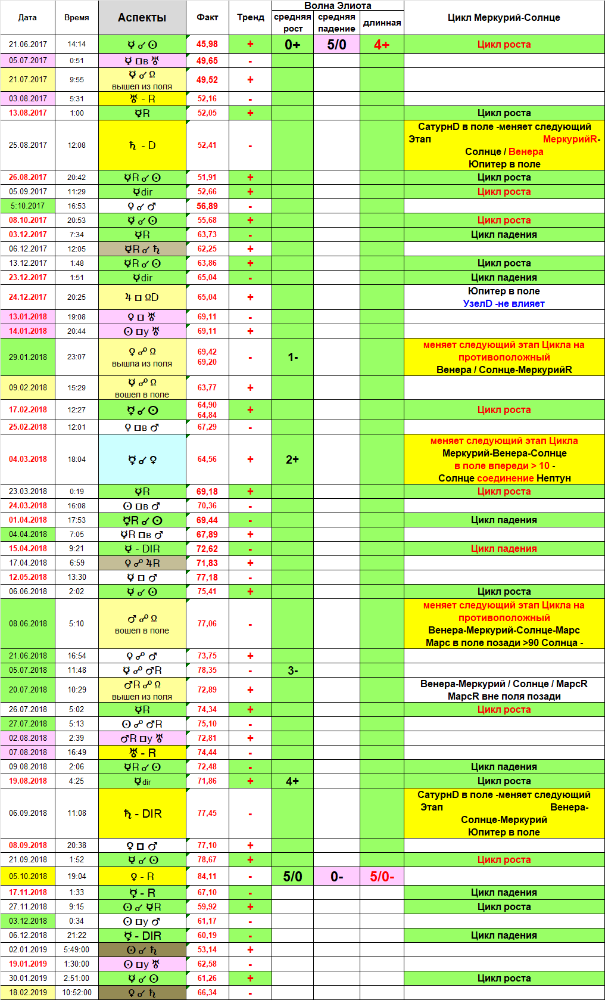 Дата Время Аспекты Факт Тренд Волна Элиота Цикл Меркурий-Солнце
средняя рост средняя падение длинная
21.06.2017 14:14 ☿ ☌ ☉ 45,98 + 0+ 5/0 4+ Цикл роста
05.07.2017 0:51 ☿ □в ♅ 49,65 -
21.07.2017 9:55 ☿ ☌ ☊ 49,52 +
вышел из поля
03.08.2017 5:31 ♅ - R 52,16 -
13.08.2017 1:00 ☿R 52,05 + Цикл роста
25.08.2017 12:08 ♄ - D 52,41 - СатурнD в поле -меняет следующий
Этап МеркурийR-
Солнце / Венера
Юпитер в поле
26.08.2017 20:42 ☿R ☌ ☉ 51,91 + Цикл роста
05.09.2017 11:29 ☿dir 52,66 + Цикл роста
5:10.2017 16:53 ♀ ☌ ♂ 56,89 -
08.10.2017 20:53 ☿ ☌ ☉ 55,68 + Цикл роста
03.12.2017 7:34 ☿R 63,73 - Цикл падения
06.12.2017 12:05 ☿R ☌ ♄ 62,25 +
13.12.2017 1:48 ☿R ☌ ☉ 63,86 + Цикл роста
23.12.2017 1:51 ☿dir 65,04 - Цикл падения
24.12.2017 20:25 ♃ □ ☊D 65,04 + Юпитер в поле
УзелD -не влияет
13.01.2018 19:08 ♀ □ ♅ 69,11 -
14.01.2018 20:44 ☉ □у ♅ 69,11 +
29.01.2018 23:07 ♀ ☍ ☊ 69,42 - 1- меняет следующий этап Цикла на
вышла из поля 69,20 противоположный
Венера / Солнце-МеркурийR
09.02.2018 15:29 ☿ ☍ ☊ 63,77 +
вошел в поле
17.02.2018 12:27 ☿ ☌ ☉ 64,90 + Цикл роста
64,84
25.02.2018 12:01 ♀ □в ♂ 67,29 -
04.03.2018 18:04 ☿ ☌ ♀ 64,56 + 2+ меняет следующий этап Цикла
Меркурий-Венера-Солнце
в поле впереди > 10 -
Солнце соединение Нептун
23.03.2018 0:19 ☿R 69,18 + Цикл роста
24.03.2018 16:08 ☉ □в ♂ 70,36 -
01.04.2018 17:53 ☿R ☌ ☉ 69,44 - Цикл падения
04.04.2018 7:05 ☿R □в ♂ 67,89 +
15.04.2018 9:21 ☿ - DIR 72,62 - Цикл падения
17.04.2018 6:59 ♀ ☍ ♃R 71,83 +
12.05.2018 13:30 ☿ □ ♂ 77,18 -
06.06.2018 2:02 ☿ ☌ ☉ 75,41 + Цикл роста
08.06.2018 5:10 ♂ ☍ ☊ 77,06 - меняет следующий этап Цикла на
вошел в поле противоположный
Венера-Меркурий-Солнце-Марс
Марс в поле позади >90 Солнца -
21.06.2018 16:54 ♀ ☍ ♂ 73,75 +
05.07.2018 11:48 ☿ ☍ ♂R 78,35 - 3-
20.07.2018 10:29 ♂R ☍ ☊ 72,89 + Венера-Меркурий / Солнце / МарсR
вышел из поля МарсR вне поля позади
26.07.2018 5:02 ☿R 74,34 + Цикл роста
27.07.2018 5:13 ☉ ☍ ♂R 75,10 -
02.08.2018 2:39 ♂R □у ♅ 72,81 +
07.08.2018 16:49 ♅ - R 74,44 -
09.08.2018 2:06 ☿R ☌ ☉ 72,48 - Цикл падения
19.08.2018 4:25 ☿dir 71,86 + 4+ Цикл роста
06.09.2018 11:08 ♄ - DIR 77,45 - СатурнD в поле -меняет следующий
Этап Венера-
Солнце-Меркурий
Юпитер в поле
08.09.2018 20:38 ♀ □ ♂ 77,10 +
21.09.2018 1:52 ☿ ☌ ☉ 78,67 + Цикл роста
05.10.2018 19:04 ♀ - R 84,11 - 5/0 0- 5/0-
17.11.2018 1:33 ☿ - R 67,10 - Цикл падения
27.11.2018 9:15 ☉ ☌ ☿R 59,92 + Цикл роста
03.12.2018 0:34 ☉ □у ♂ 61,17 -
06.12.2018 21:22 ☿ - DIR 60,19 - Цикл падения
02.01.2019 5:49:00 ☉ ☌ ♄ 53,14 +
19.01.2019 1:30:00 ☉ □у ♅ 62,58 -
30.01.2019 2:51:00 ☿ ☌ ☉ 61,26 + Цикл роста
18.02.2019 10:52:00 ♀ ☌ ♄ 66,34 -